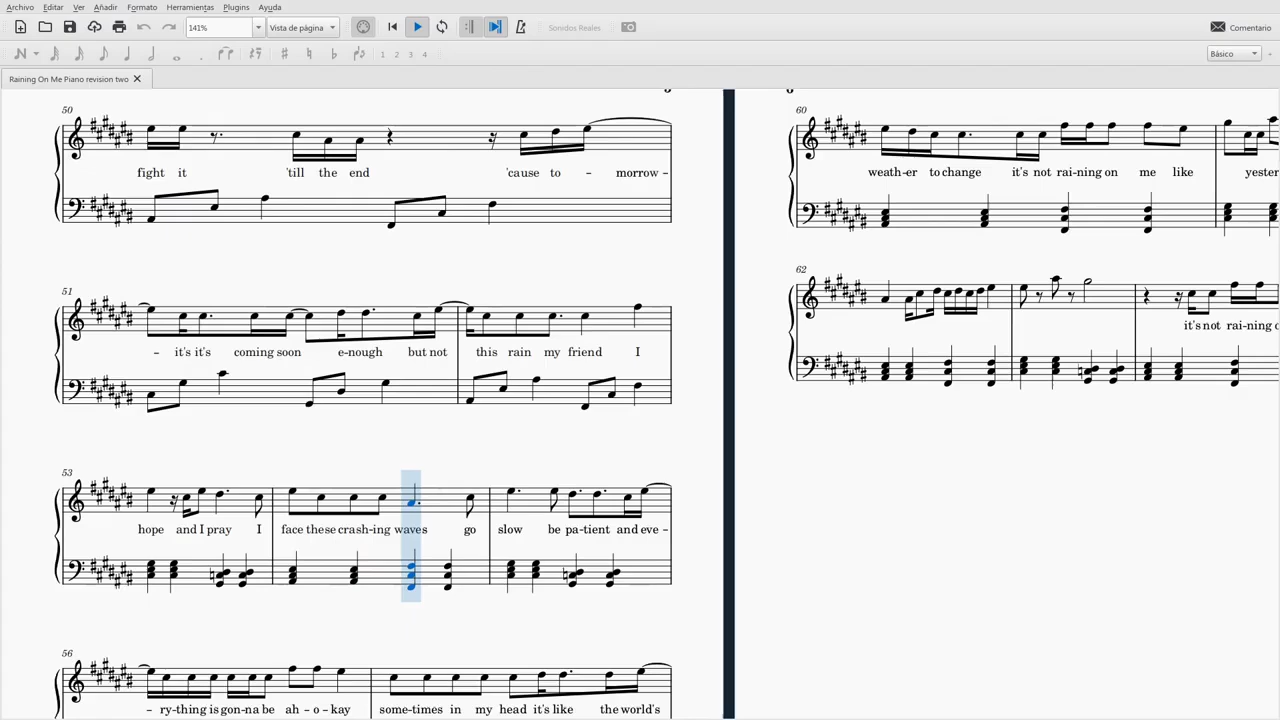 Archivo Editar Ver Añadir Formato Herramientas Plugins Ayuda
141% Vista de página Sonidos Reales Comentario
1 2 3 4 Básico
Raining On Me Piano revision two
50
fight it 'till the end 'cause to – morrow –
51
– it's it's coming soon e-nough but not this rain my friend I
53
hope and I pray I face these crash-ing waves go slow be pa-tient and eve –
56
– ry-thing is gon-na be ah – o – kay some-times in my head it's like the world's
60
weath-er to change it's not rai-ning on me like yester
62
it's not rai-ning